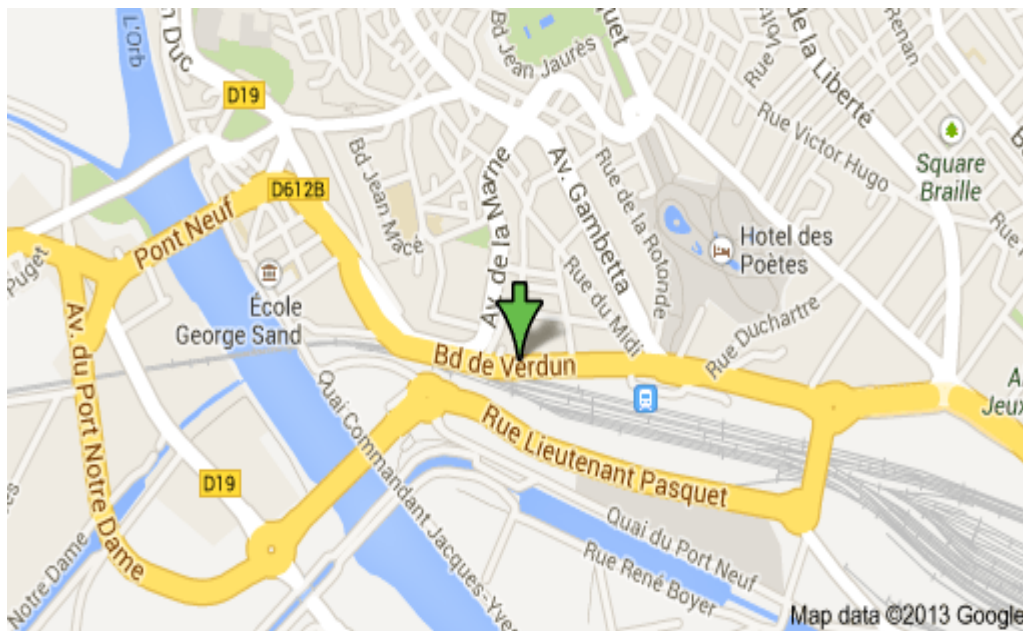 L'Orb
n Duc
D19
Bd Jean Jaurès
quet
Rue Volta
de la Liberté
Renan
Rue Victor Hugo
Square
Braille
D612B
Pont Neuf
Bd Jean Macé
Av. de la Marne
Av. Gambetta
Rue de la Rotonde
Hotel des
Poètes
Puget
École
George Sand
Rue du Midi
Rue Duchartre
Av. du Port Notre Dame
Bd de Verdun
Jeux
Quai Commandant Jacques-Yve
Rue Lieutenant Pasquet
D19
Notre Dame
Quai du Port Neuf
Rue René Boyer
Map data ©2013 Google